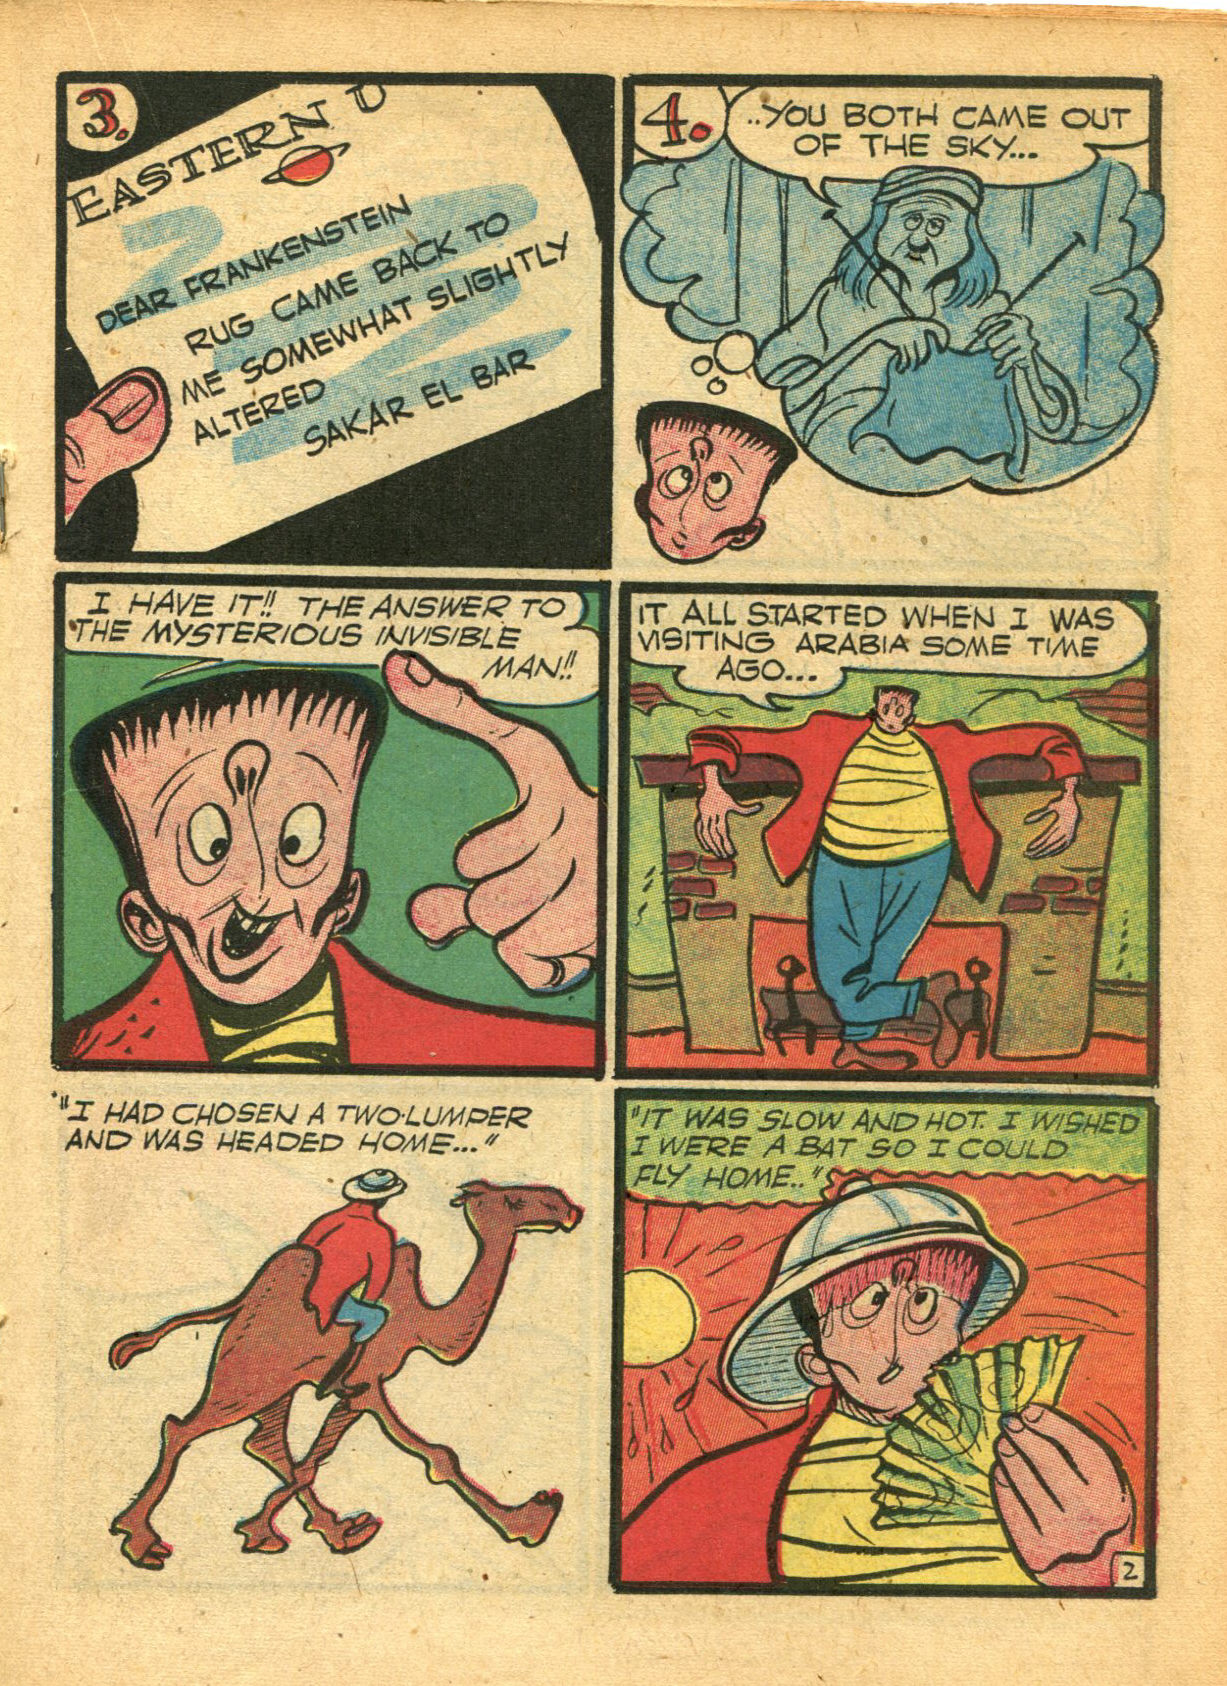 3.
EASTERN U
DEAR FRANKENSTEIN
RUG CAME BACK TO
ME SOMEWHAT SLIGHTLY
ALTERED
SAKAR EL BAR
4.
..YOU BOTH CAME OUT
OF THE SKY...
I HAVE IT!! THE ANSWER TO
THE MYSTERIOUS INVISIBLE
MAN!!
IT ALL STARTED WHEN I WAS
VISITING ARABIA SOME TIME
AGO...
"I HAD CHOSEN A TWO-LUMPER
AND WAS HEADED HOME..."
"IT WAS SLOW AND HOT. I WISHED
I WERE A BAT SO I COULD
FLY HOME.."
2